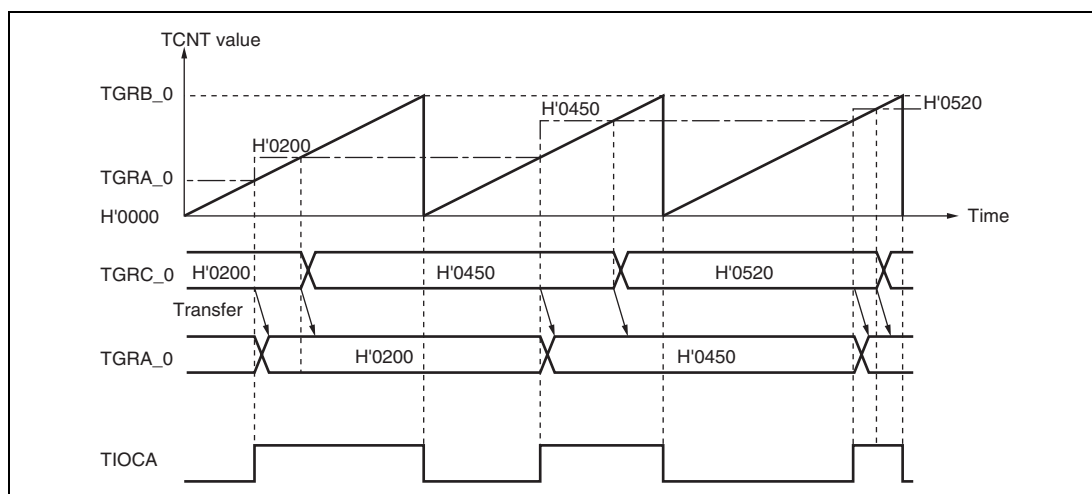 TCNT value
TGRB_0
H'0520
H'0450
H'0200
TGRA_0
H'0000
Time
TGRC_0
H'0200
H'0450
H'0520
Transfer
TGRA_0
H'0200
H'0450
TIOCA